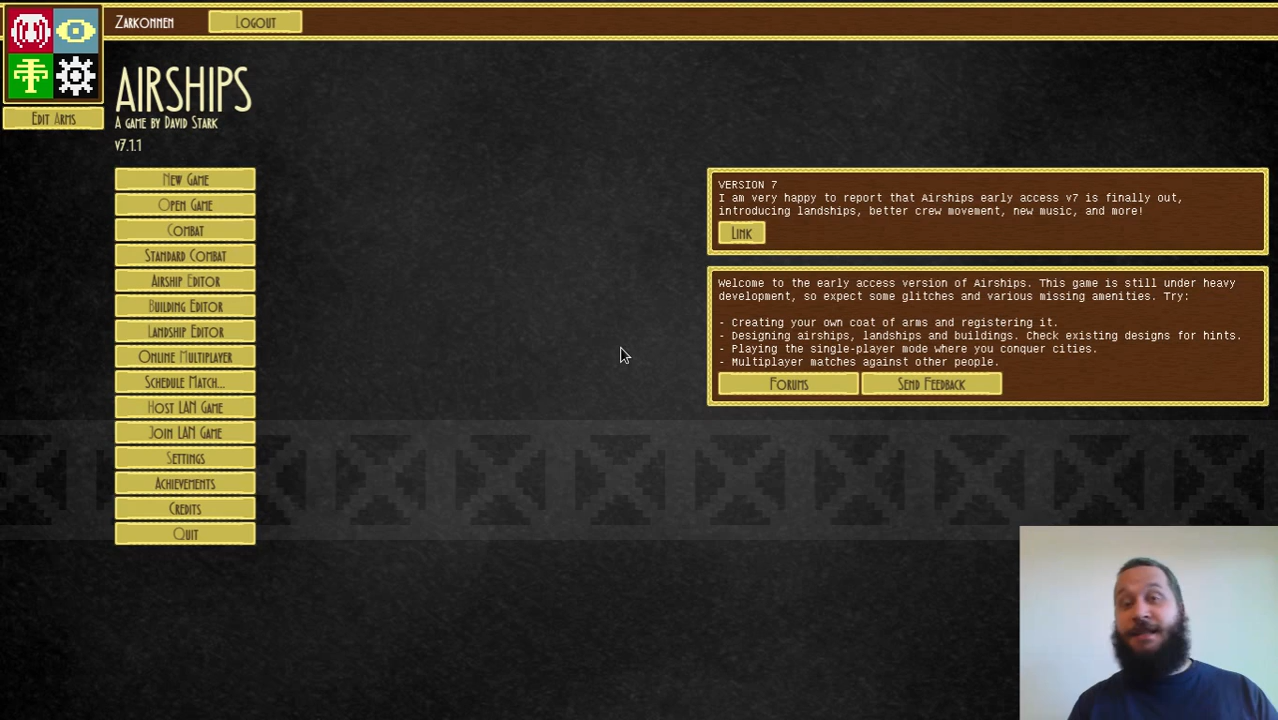 ZARKONNEN
LOGOUT
EDIT ARMS
AIRSHIPS
A GAME BY DAVID STARK
v7.1.1
NEW GAME
OPEN GAME
COMBAT
STANDARD COMBAT
AIRSHIP EDITOR
BUILDING EDITOR
LANDSHIP EDITOR
ONLINE MULTIPLAYER
SCHEDULE MATCH...
HOST LAN GAME
JOIN LAN GAME
SETTINGS
ACHIEVEMENTS
CREDITS
QUIT
VERSION 7
I am very happy to report that Airships early access v7 is finally out,
introducing landships, better crew movement, new music, and more!
LINK
Welcome to the early access version of Airships. This game is still under heavy
development, so expect some glitches and various missing amenities. Try:
- Creating your own coat of arms and registering it.
- Designing airships, landships and buildings. Check existing designs for hints.
- Playing the single-player mode where you conquer cities.
- Multiplayer matches against other people.
FORUMS
SEND FEEDBACK